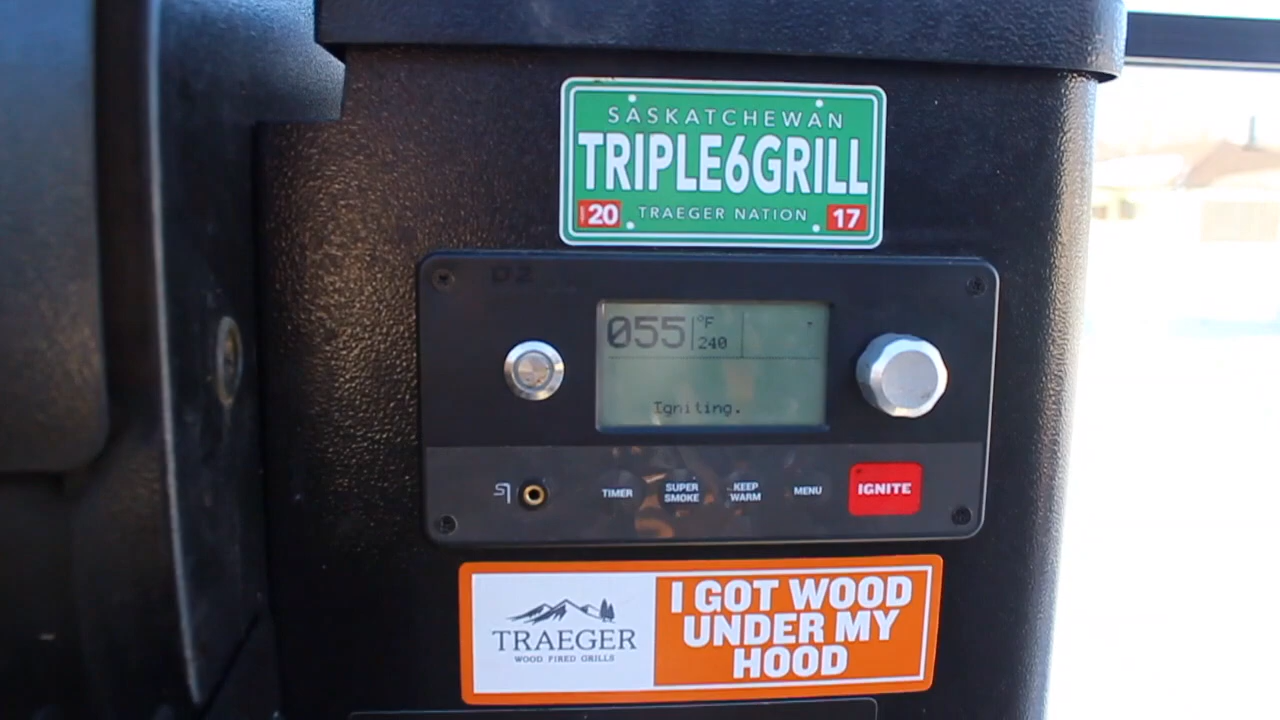 SASKATCHEWAN
TRIPLE6GRILL
20 TRAEGER NATION 17
D2
055 °F
240
Igniting.
TIMER SUPER SMOKE KEEP WARM MENU IGNITE
TRAEGER
WOOD FIRED GRILLS
I GOT WOOD
UNDER MY
HOOD